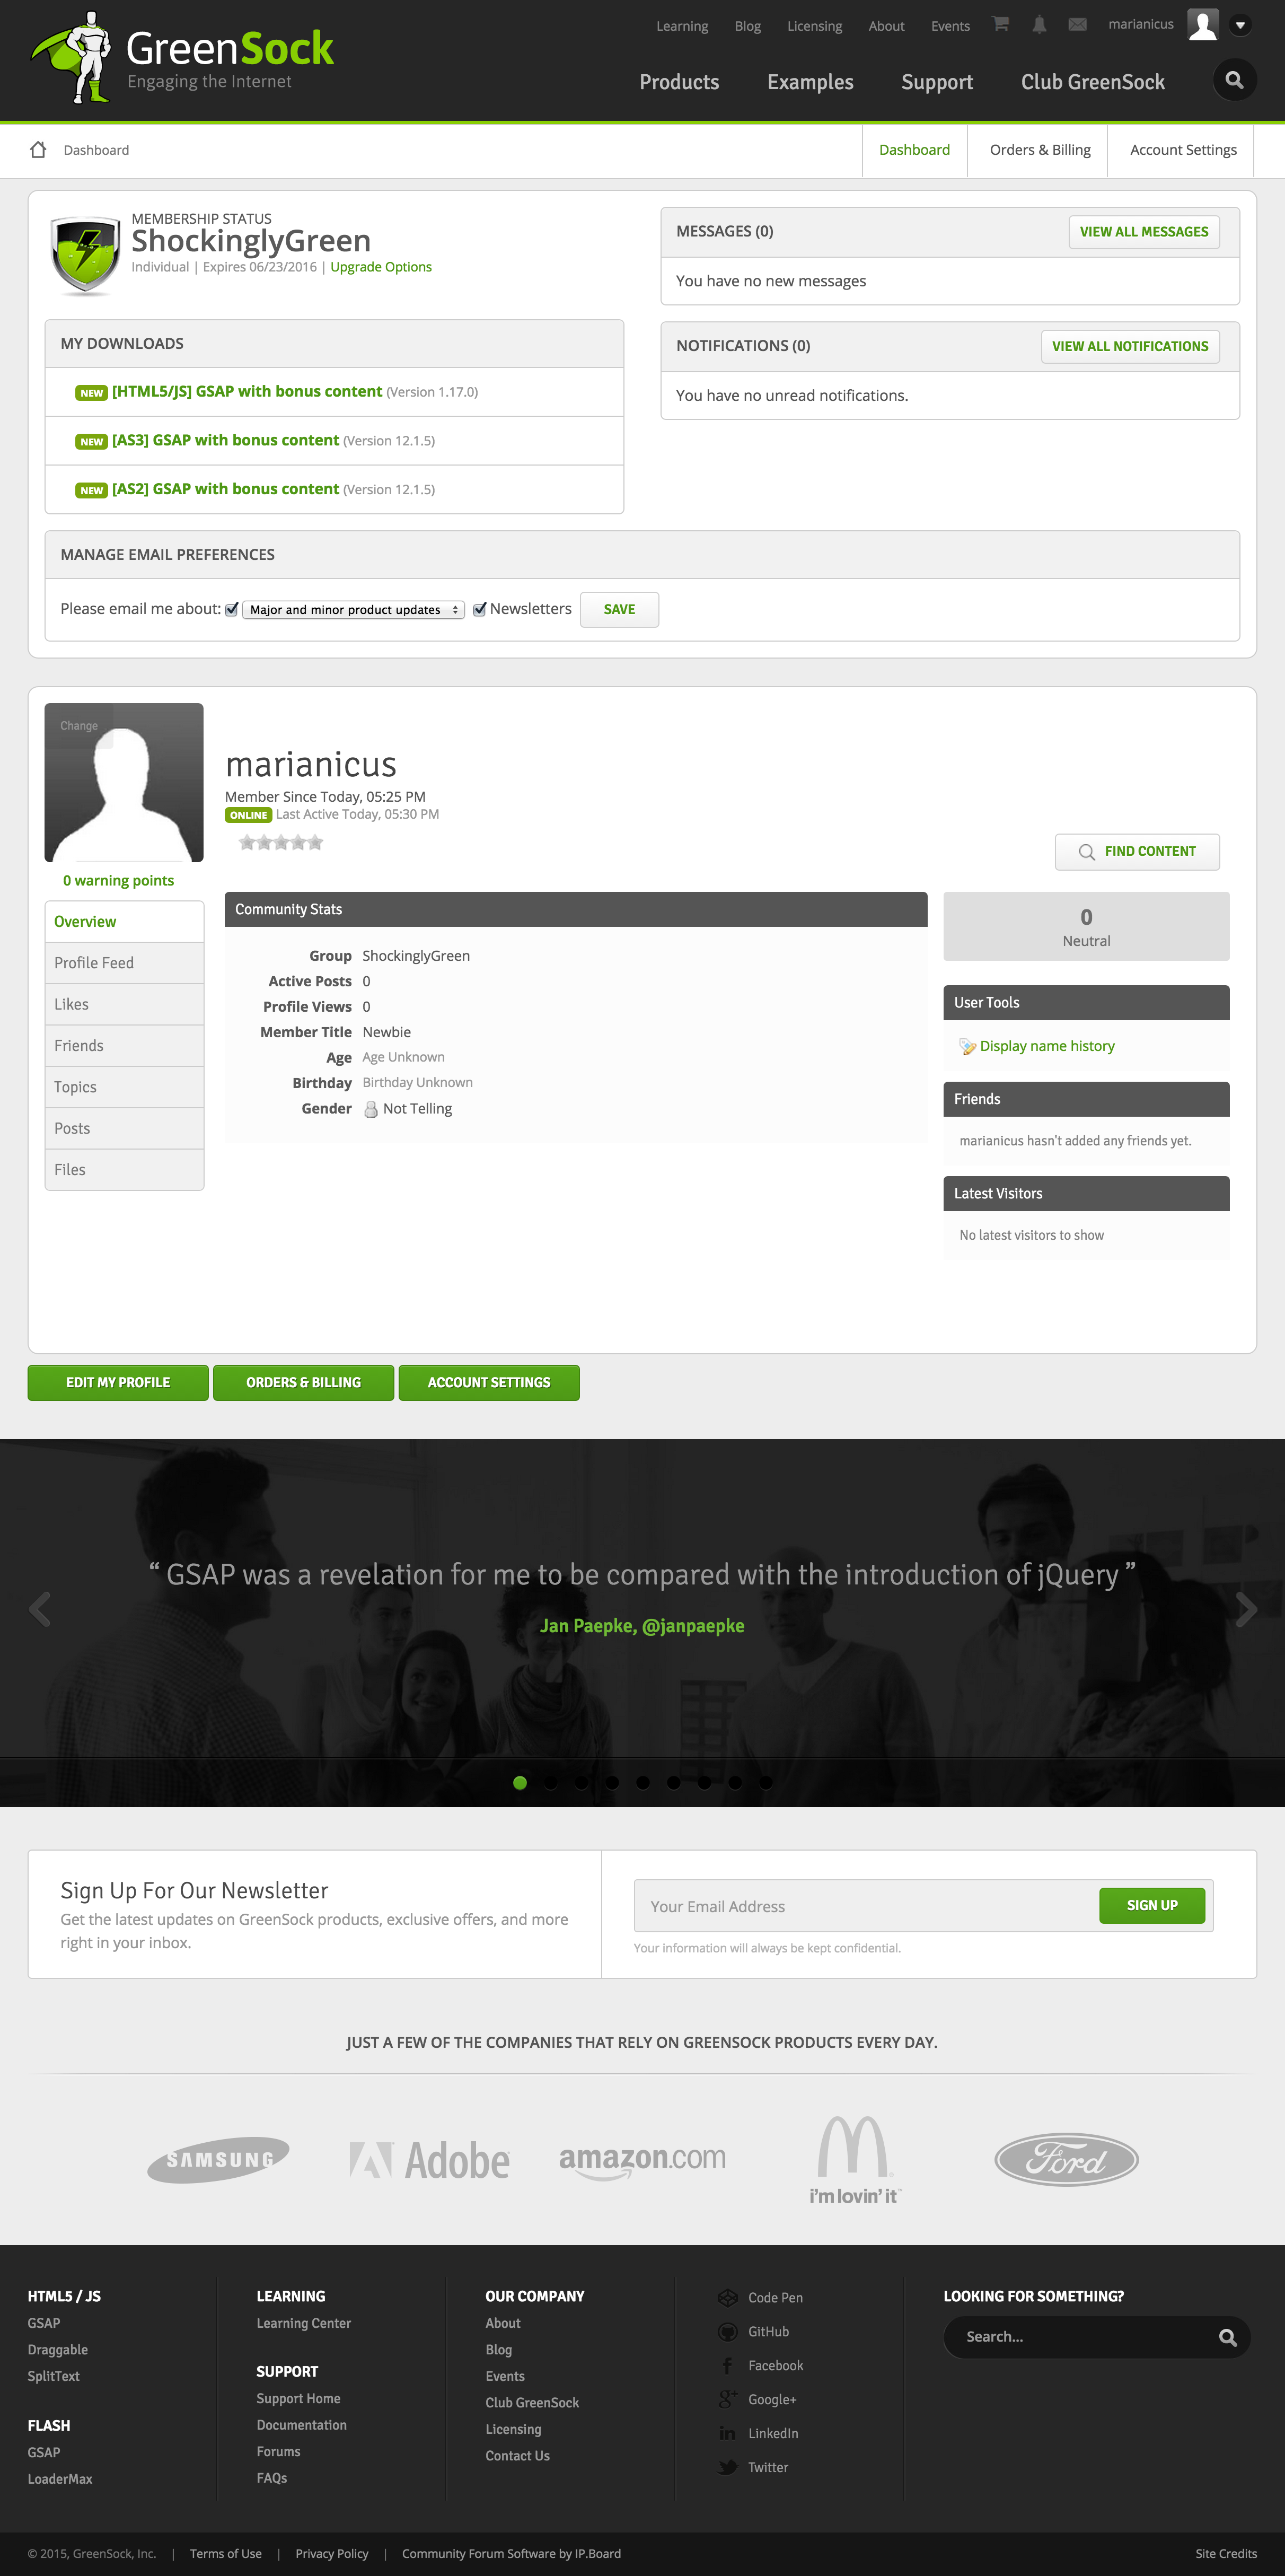 Learning Blog Licensing About Events marianicus
GreenSock
Engaging the Internet
Products Examples Support Club GreenSock
Dashboard
Dashboard Orders & Billing Account Settings
MEMBERSHIP STATUS
ShockinglyGreen
Individual | Expires 06/23/2016 | Upgrade Options
MY DOWNLOADS
NEW [HTML5/JS] GSAP with bonus content (Version 1.17.0)
NEW [AS3] GSAP with bonus content (Version 12.1.5)
NEW [AS2] GSAP with bonus content (Version 12.1.5)
MESSAGES (0) VIEW ALL MESSAGES
You have no new messages
NOTIFICATIONS (0) VIEW ALL NOTIFICATIONS
You have no unread notifications.
MANAGE EMAIL PREFERENCES
Please email me about: Major and minor product updates Newsletters SAVE
Change
marianicus
Member Since Today, 05:25 PM
ONLINE Last Active Today, 05:30 PM
FIND CONTENT
0 warning points
Overview
Profile Feed
Likes
Friends
Topics
Posts
Files
Community Stats
Group ShockinglyGreen
Active Posts 0
Profile Views 0
Member Title Newbie
Age Age Unknown
Birthday Birthday Unknown
Gender Not Telling
0
Neutral
User Tools
Display name history
Friends
marianicus hasn't added any friends yet.
Latest Visitors
No latest visitors to show
EDIT MY PROFILE ORDERS & BILLING ACCOUNT SETTINGS
“ GSAP was a revelation for me to be compared with the introduction of jQuery ”
Jan Paepke, @janpaepke
Sign Up For Our Newsletter
Get the latest updates on GreenSock products, exclusive offers, and more
right in your inbox.
Your Email Address SIGN UP
Your information will always be kept confidential.
JUST A FEW OF THE COMPANIES THAT RELY ON GREENSOCK PRODUCTS EVERY DAY.
SAMSUNG Adobe amazon.com i'm lovin' it™ Ford
HTML5 / JS
GSAP
Draggable
SplitText
FLASH
GSAP
LoaderMax
LEARNING
Learning Center
SUPPORT
Support Home
Documentation
Forums
FAQs
OUR COMPANY
About
Blog
Events
Club GreenSock
Licensing
Contact Us
Code Pen
GitHub
Facebook
Google+
LinkedIn
Twitter
LOOKING FOR SOMETHING?
Search...
© 2015, GreenSock, Inc. | Terms of Use | Privacy Policy | Community Forum Software by IP.Board Site Credits